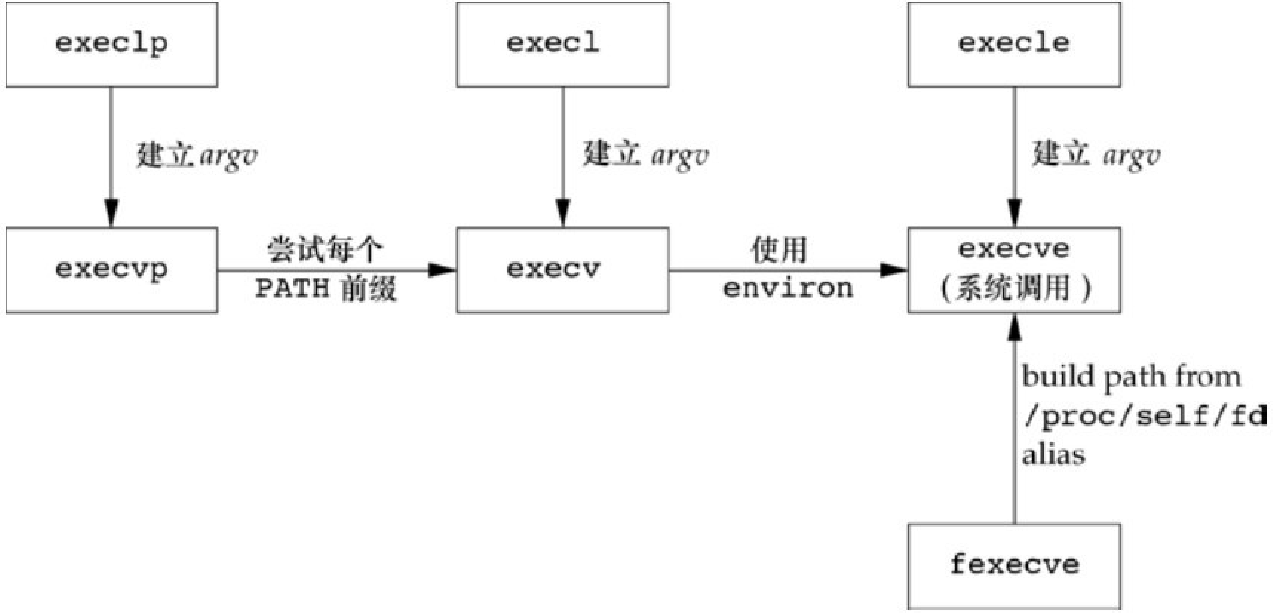 execlp
execl
execle
建立 argv
建立 argv
建立 argv
execvp
尝试每个
PATH 前缀
execv
使用
environ
execve
(系统调用)
build path from
/proc/self/fd
alias
fexecve